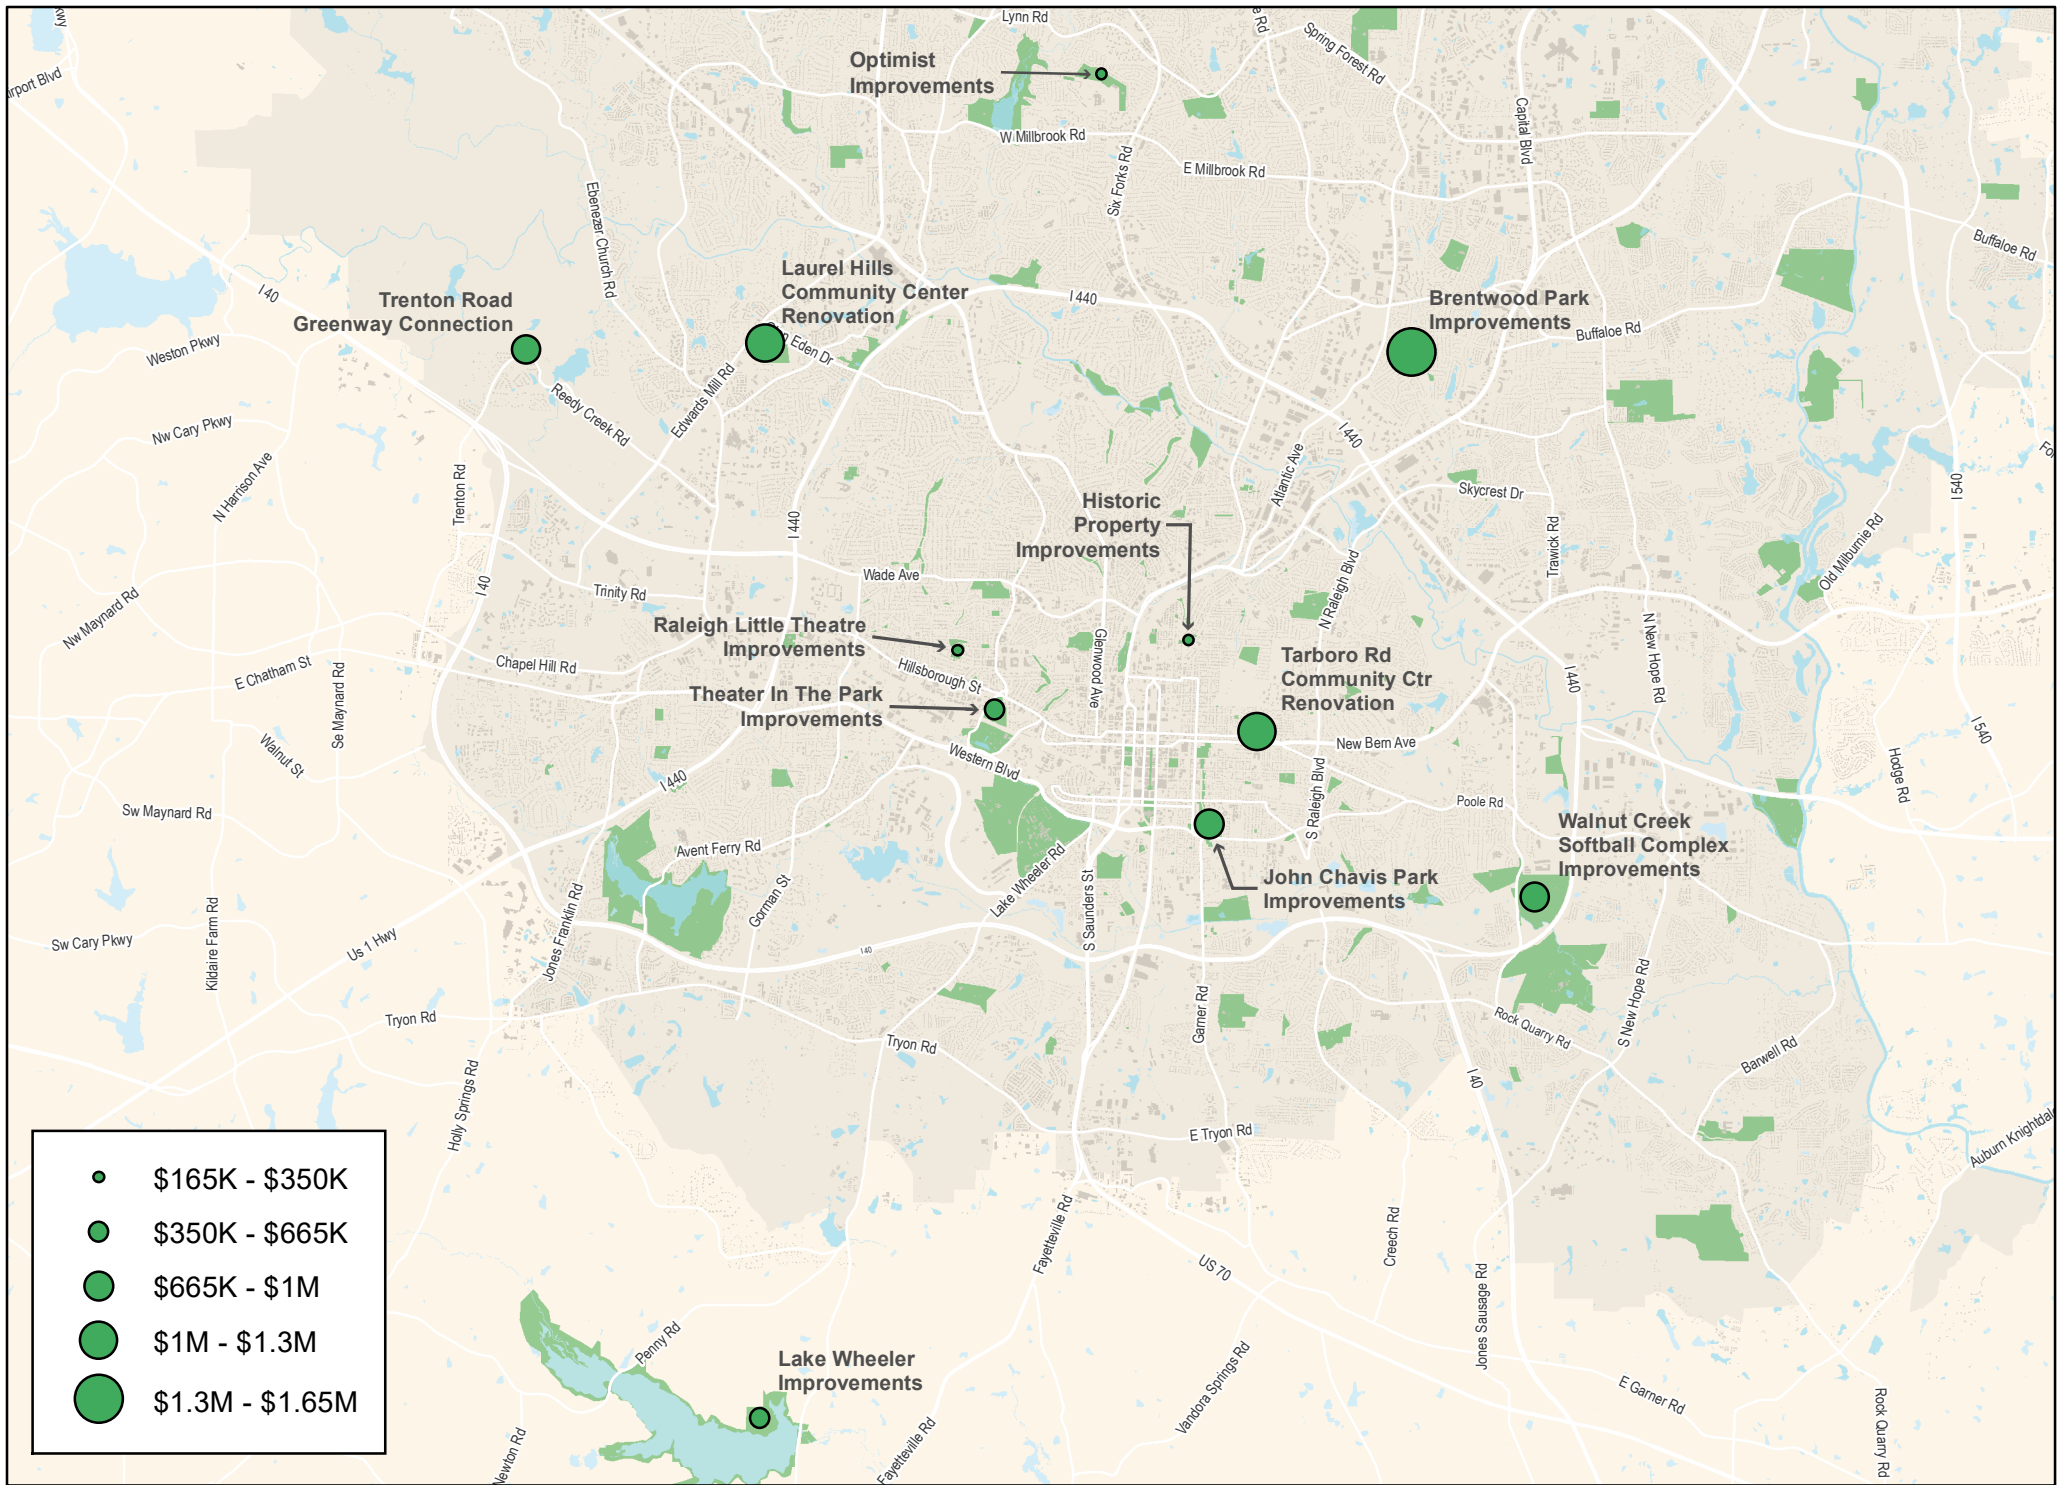 Lynn Rd
Spring Forest Rd
Optimist
Improvements
Capital Blvd
W Millbrook Rd
E Millbrook Rd
Six Forks Rd
Ebenezer Church Rd
Buffaloe Rd
I 40
Laurel Hills
Community Center
Renovation
I 440
Trenton Road
Greenway Connection
Brentwood Park
Improvements
Buffaloe Rd
Weston Pkwy
Eden Dr
Edwards Mill Rd
Reedy Creek Rd
Nw Cary Pkwy
I 440
N Harrison Ave
Trenton Rd
Atlantic Ave
Skycrest Dr
I 540
Historic
Property
Improvements
I 440
Trawick Rd
Old Milburnie Rd
Wade Ave
N Raleigh Blvd
I 40
Trinity Rd
Nw Maynard Rd
Raleigh Little Theatre
Improvements
Glenwood Ave
N New Hope Rd
Tarboro Rd
Community Ctr
Renovation
E Chatham St
Chapel Hill Rd
Hillsborough St
I 440
Se Maynard Rd
Theater In The Park
Improvements
New Bern Ave
I 540
Walnut St
Western Blvd
I 440
Hodge Rd
S Raleigh Blvd
Sw Maynard Rd
Poole Rd
Walnut Creek
Softball Complex
Improvements
Avent Ferry Rd
Lake Wheeler Rd
John Chavis Park
Improvements
Gorman St
S Saunders St
Jones Franklin Rd
Kildaire Farm Rd
Sw Cary Pkwy
Us 1 Hwy
I 40
S New Hope Rd
Garner Rd
Tryon Rd
Rock Quarry Rd
Tryon Rd
Barwell Rd
I 40
Holly Springs Rd
E Tryon Rd
$165K - $350K
$350K - $665K
$665K - $1M
$1M - $1.3M
$1.3M - $1.65M
Fayetteville Rd
Creech Rd
US 70
Jones Sausage Rd
Penny Rd
Lake Wheeler
Improvements
Vandora Springs Rd
E Garner Rd
Rock Quarry Rd
Newton Rd
Fayetteville Rd